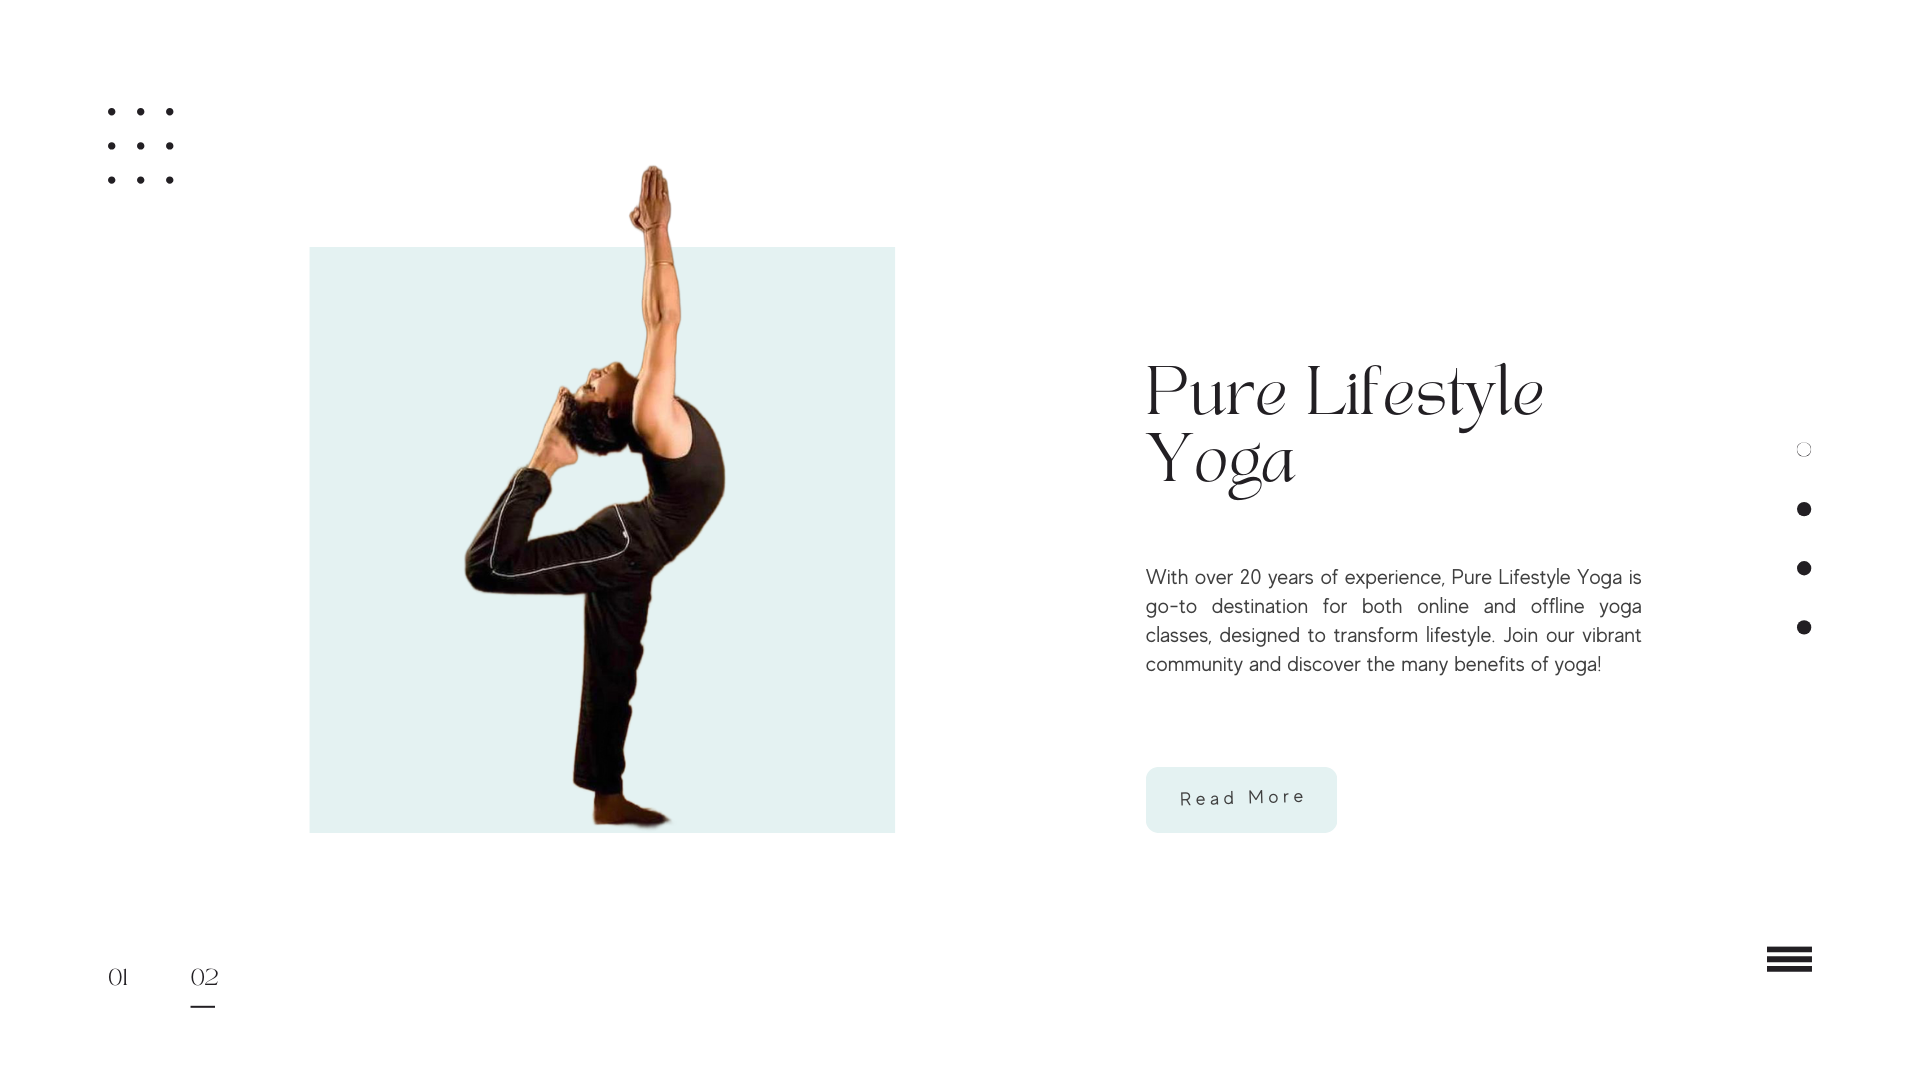 Pure Lifestyle
Yoga
With over 20 years of experience, Pure Lifestyle Yoga is
go-to destination for both online and offline yoga
classes, designed to transform lifestyle. Join our vibrant
community and discover the many benefits of yoga!
Read More
01 02